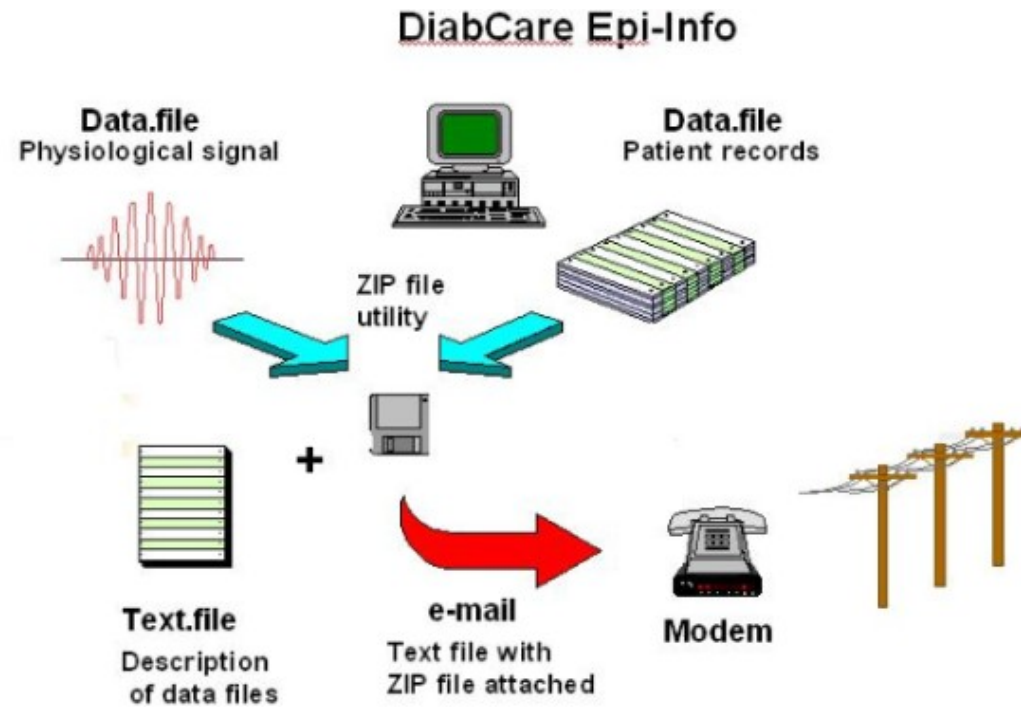 DiabCare Epi-Info
Data.file
Physiological signal
Data.file
Patient records
ZIP file
utility
+
Text.file
Description
of data files
e-mail
Text file with
ZIP file attached
Modem